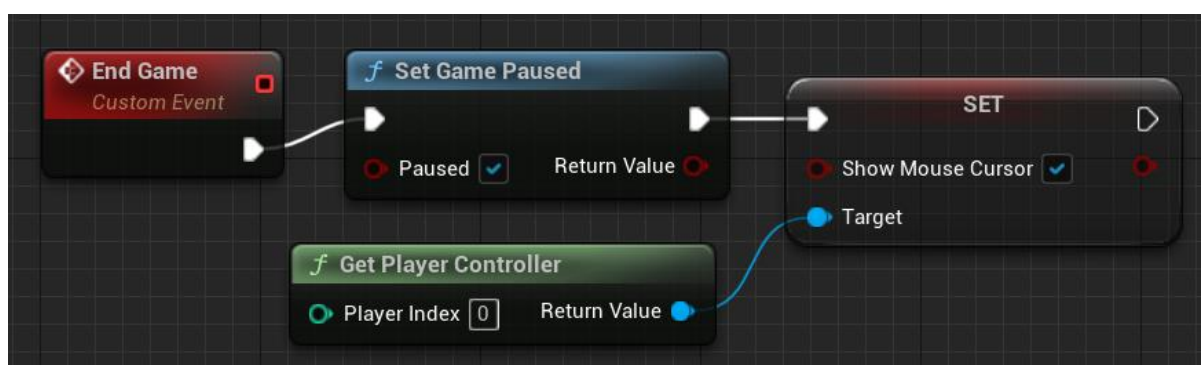 End Game
Custom Event
f Set Game Paused
Paused
Return Value
SET
Show Mouse Cursor
Target
f Get Player Controller
Player Index 0
Return Value